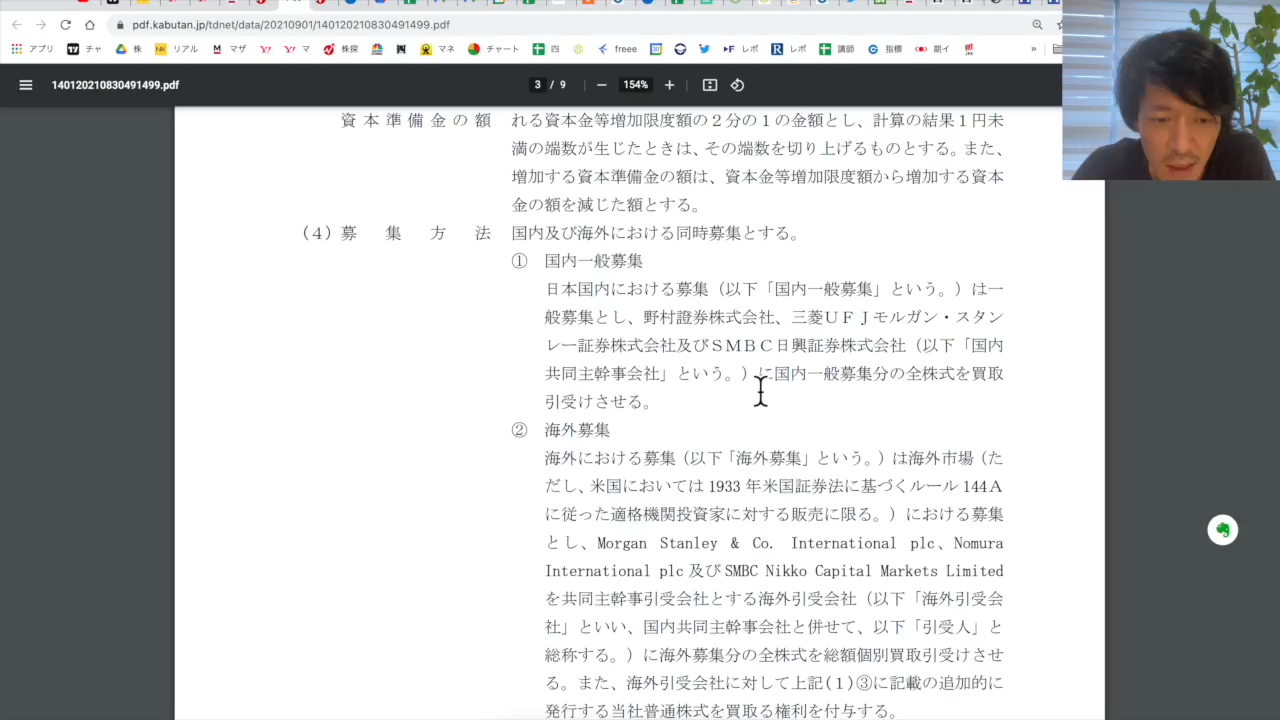 pdf.kabutan.jp/tdnet/data/20210901/140120210830491499.pdf
アプリ チャ 株 リアル マザ マ 株探 マネ チャート 四 freee レポ レポ 講師 指標 期イ »
140120210830491499.pdf 3 / 9 154%
資本準備金の額 れる資本金等増加限度額の２分の１の金額とし、計算の結果１円未
満の端数が生じたときは、その端数を切り上げるものとする。また、
増加する資本準備金の額は、資本金等増加限度額から増加する資本
金の額を減じた額とする。
（４）募集方法 国内及び海外における同時募集とする。
① 国内一般募集
日本国内における募集（以下「国内一般募集」という。）は一
般募集とし、野村證券株式会社、三菱ＵＦＪモルガン・スタン
レー証券株式会社及びＳＭＢＣ日興証券株式会社（以下「国内
共同主幹事会社」という。）に国内一般募集分の全株式を買取
引受けさせる。
② 海外募集
海外における募集（以下「海外募集」という。）は海外市場（た
だし、米国においては 1933 年米国証券法に基づくルール 144Ａ
に従った適格機関投資家に対する販売に限る。）における募集
とし、Morgan Stanley & Co. International plc、Nomura
International plc 及び SMBC Nikko Capital Markets Limited
を共同主幹事引受会社とする海外引受会社（以下「海外引受会
社」といい、国内共同主幹事会社と併せて、以下「引受人」と
総称する。）に海外募集分の全株式を総額個別買取引受けさせ
る。また、海外引受会社に対して上記(１)③に記載の追加的に
発行する当社普通株式を買取る権利を付与する。